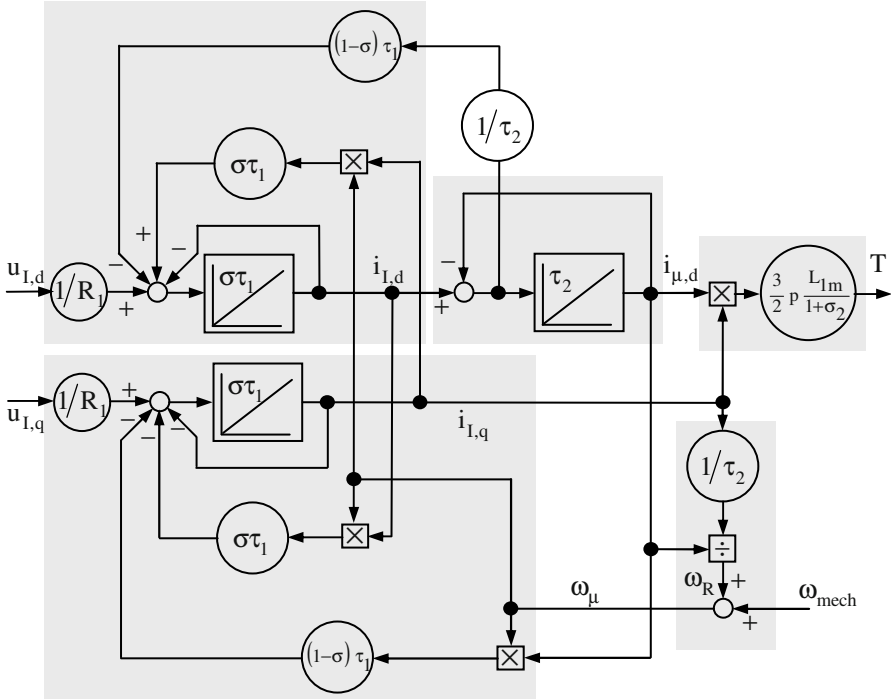 (1−σ) τ₁
1/τ₂
στ₁
×
+
−
−
−
u_I,d
1/R₁
+
στ₁
i_I,d
+
τ₂
i_μ,d
×
3/2 p L_1m/(1+σ₂)
T
u_I,q
1/R₁
+
−
−
−
στ₁
i_I,q
1/τ₂
στ₁
×
÷
ω_R
+
ω_μ
+
ω_mech
(1−σ) τ₁
×